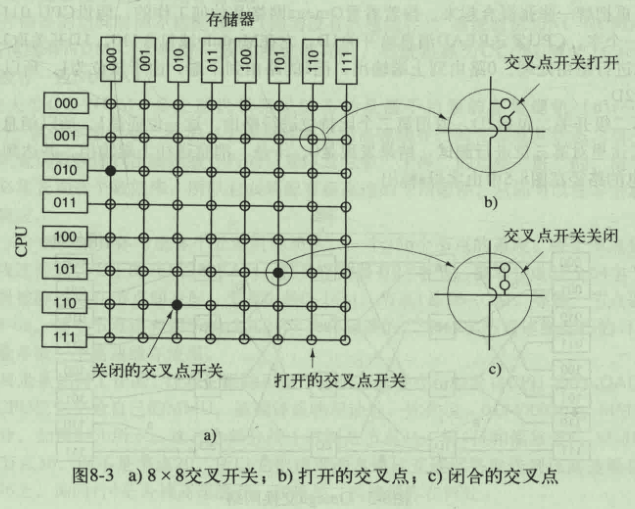 存储器
000 001 010 011 100 101 110 111
000
001
010
011
100
101
110
111
CPU
交叉点开关打开
b)
交叉点开关关闭
c)
关闭的交叉点开关
打开的交叉点开关
a)
图8-3 a) 8×8交叉开关；b) 打开的交叉点；c) 闭合的交叉点